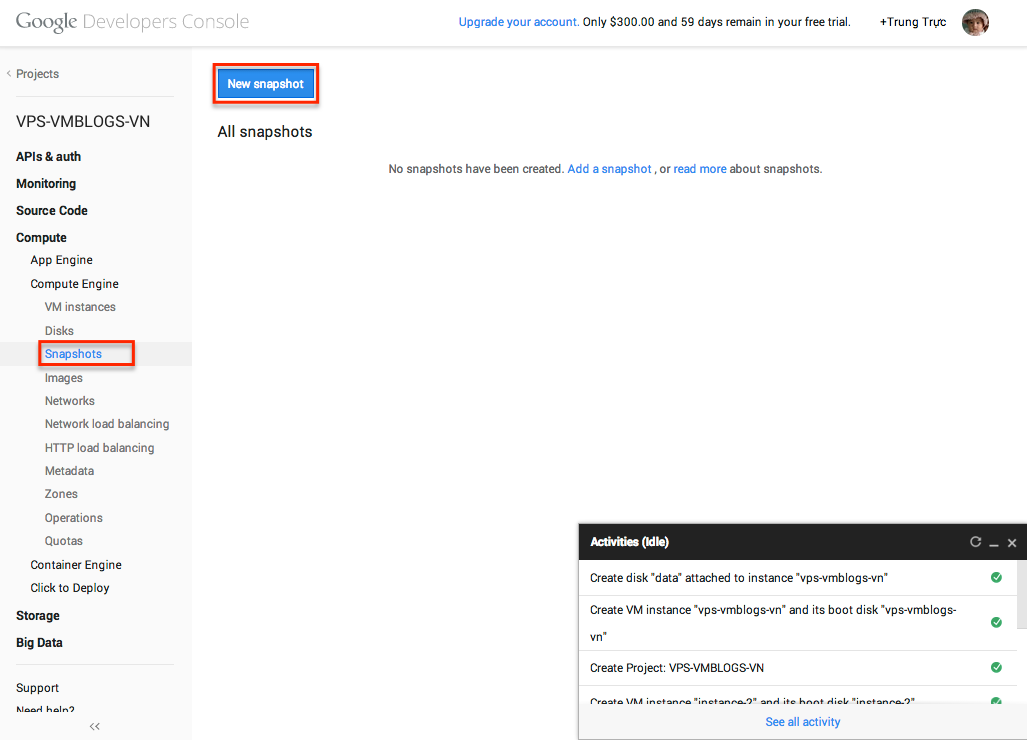 Google Developers Console
Upgrade your account. Only $300.00 and 59 days remain in your free trial.
+Trung Trực
Projects
VPS-VMBLOGS-VN
APIs & auth
Monitoring
Source Code
Compute
App Engine
Compute Engine
VM instances
Disks
Snapshots
Images
Networks
Network load balancing
HTTP load balancing
Metadata
Zones
Operations
Quotas
Container Engine
Click to Deploy
Storage
Big Data
Support
Need help?
New snapshot
All snapshots
No snapshots have been created. Add a snapshot , or read more about snapshots.
Activities (Idle)
Create disk "data" attached to instance "vps-vmblogs-vn"
Create VM instance "vps-vmblogs-vn" and its boot disk "vps-vmblogs-
vn"
Create Project: VPS-VMBLOGS-VN
Create VM instance "instance-2" and its boot disk "instance-2"
See all activity